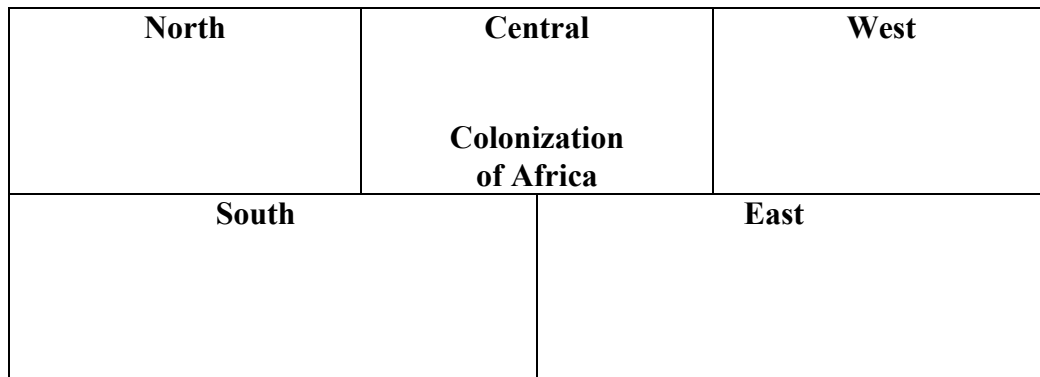 North
Central
West
Colonization
of Africa
South
East